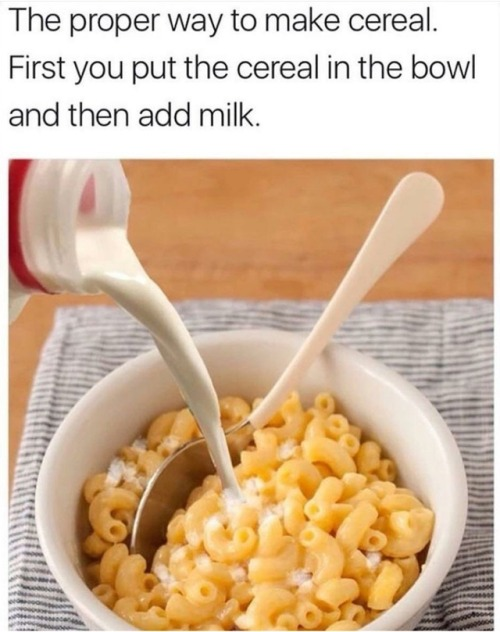 The proper way to make cereal.
First you put the cereal in the bowl
and then add milk.